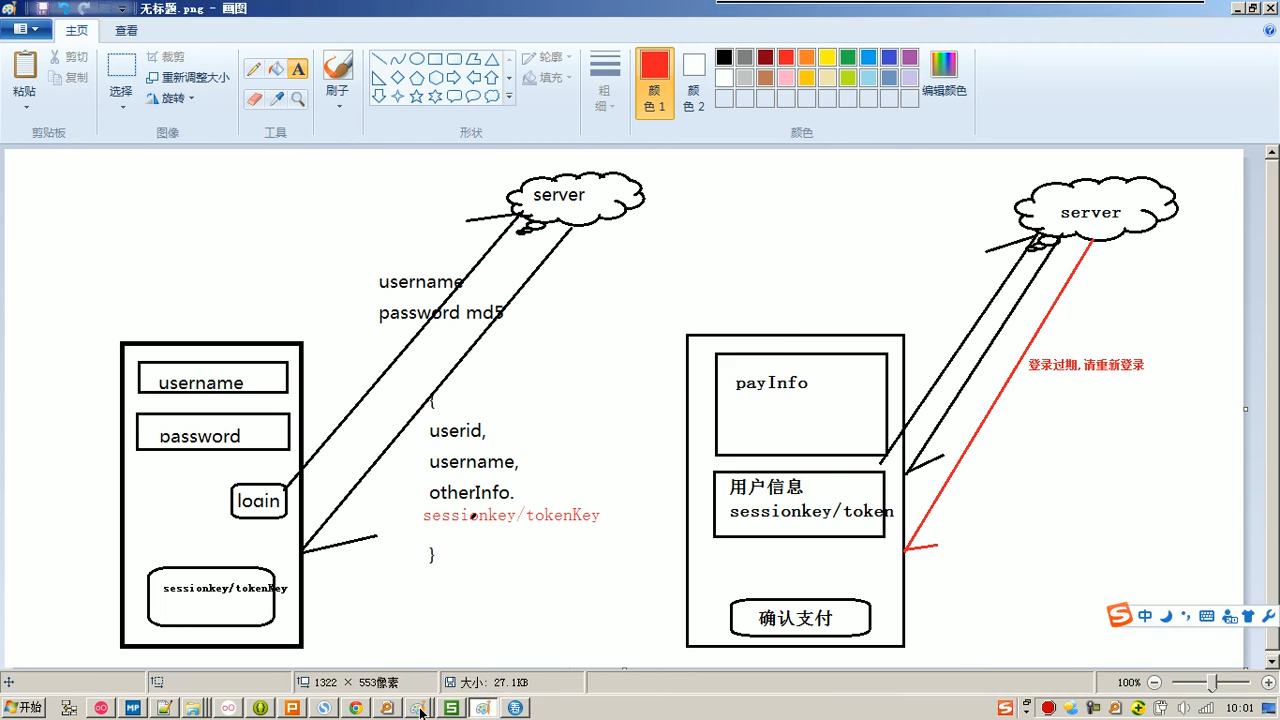 无标题.png - 画图
主页
查看
粘贴
剪切
复制
选择
裁剪
重新调整大小
旋转
A
刷子
轮廓
填充
粗
细
颜
色 1
颜
色 2
编辑颜色
剪贴板
图像
工具
形状
颜色
server
username
password md5
username
password
login
sessionkey/tokenKey
{
userid,
username,
otherInfo.
sessionkey/tokenKey
}
server
payInfo
用户信息
sessionkey/token
确认支付
登录过期,请重新登录
中
1322 × 553像素
大小: 27.1KB
100%
开始
MP
10:01